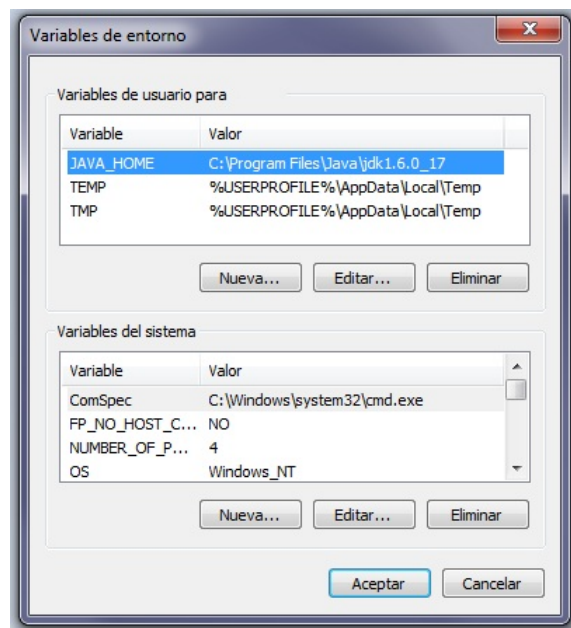 Variables de entorno
Variables de usuario para
Variable Valor
JAVA_HOME C:\Program Files\Java\jdk1.6.0_17
TEMP %USERPROFILE%\AppData\Local\Temp
TMP %USERPROFILE%\AppData\Local\Temp
Nueva... Editar... Eliminar
Variables del sistema
Variable Valor
ComSpec C:\Windows\system32\cmd.exe
FP_NO_HOST_C... NO
NUMBER_OF_P... 4
OS Windows_NT
Nueva... Editar... Eliminar
Aceptar Cancelar